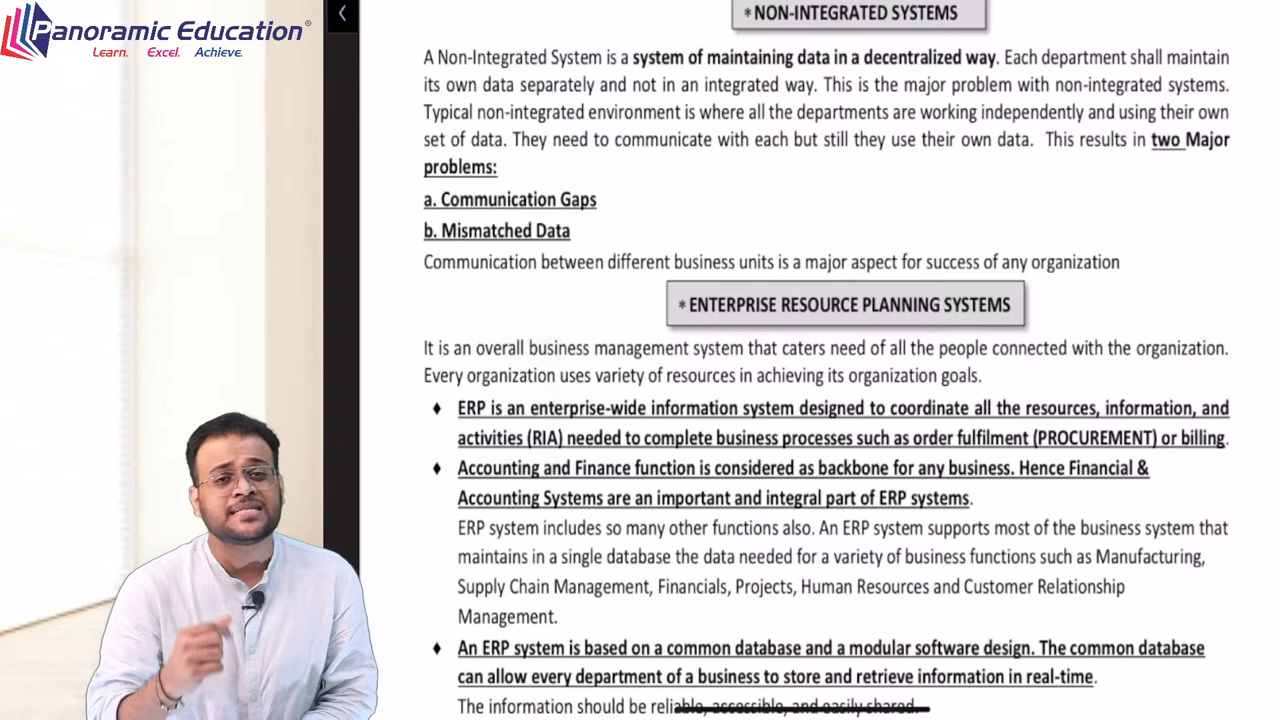 Panoramic Education®
Learn. Excel. Achieve.
*NON-INTEGRATED SYSTEMS
A Non-Integrated System is a system of maintaining data in a decentralized way. Each department shall maintain
its own data separately and not in an integrated way. This is the major problem with non-integrated systems.
Typical non-integrated environment is where all the departments are working independently and using their own
set of data. They need to communicate with each but still they use their own data. This results in two Major
problems:
a. Communication Gaps
b. Mismatched Data
Communication between different business units is a major aspect for success of any organization
*ENTERPRISE RESOURCE PLANNING SYSTEMS
It is an overall business management system that caters need of all the people connected with the organization.
Every organization uses variety of resources in achieving its organization goals.
♦ ERP is an enterprise-wide information system designed to coordinate all the resources, information, and
activities (RIA) needed to complete business processes such as order fulfilment (PROCUREMENT) or billing.
♦ Accounting and Finance function is considered as backbone for any business. Hence Financial &
Accounting Systems are an important and integral part of ERP systems.
ERP system includes so many other functions also. An ERP system supports most of the business system that
maintains in a single database the data needed for a variety of business functions such as Manufacturing,
Supply Chain Management, Financials, Projects, Human Resources and Customer Relationship
Management.
♦ An ERP system is based on a common database and a modular software design. The common database
can allow every department of a business to store and retrieve information in real-time.
The information should be reliable, accessible, and easily shared.